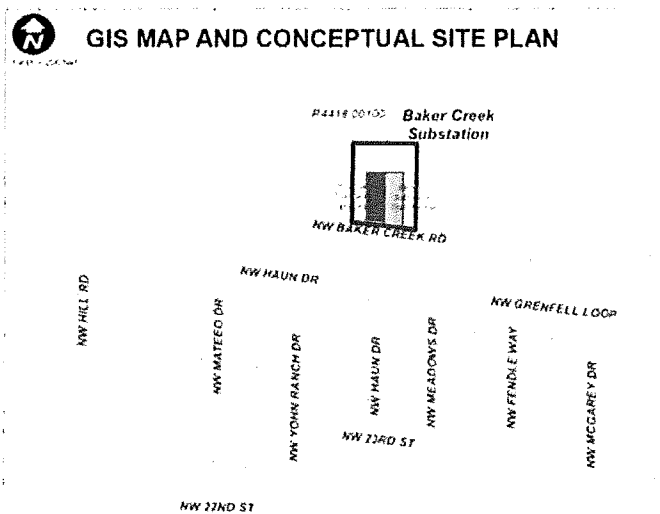 N
GIS MAP AND CONCEPTUAL SITE PLAN
Baker Creek
Substation
NW BAKER CREEK RD
NW HAUN DR
NW GRENFELL LOOP
NW HILL RD
NW MATEEO DR
NW YOHN RANCH DR
NW HAUN DR
NW MEADOWS DR
NW FENDLE WAY
NW MCGAREY DR
NW 23RD ST
NW 22ND ST